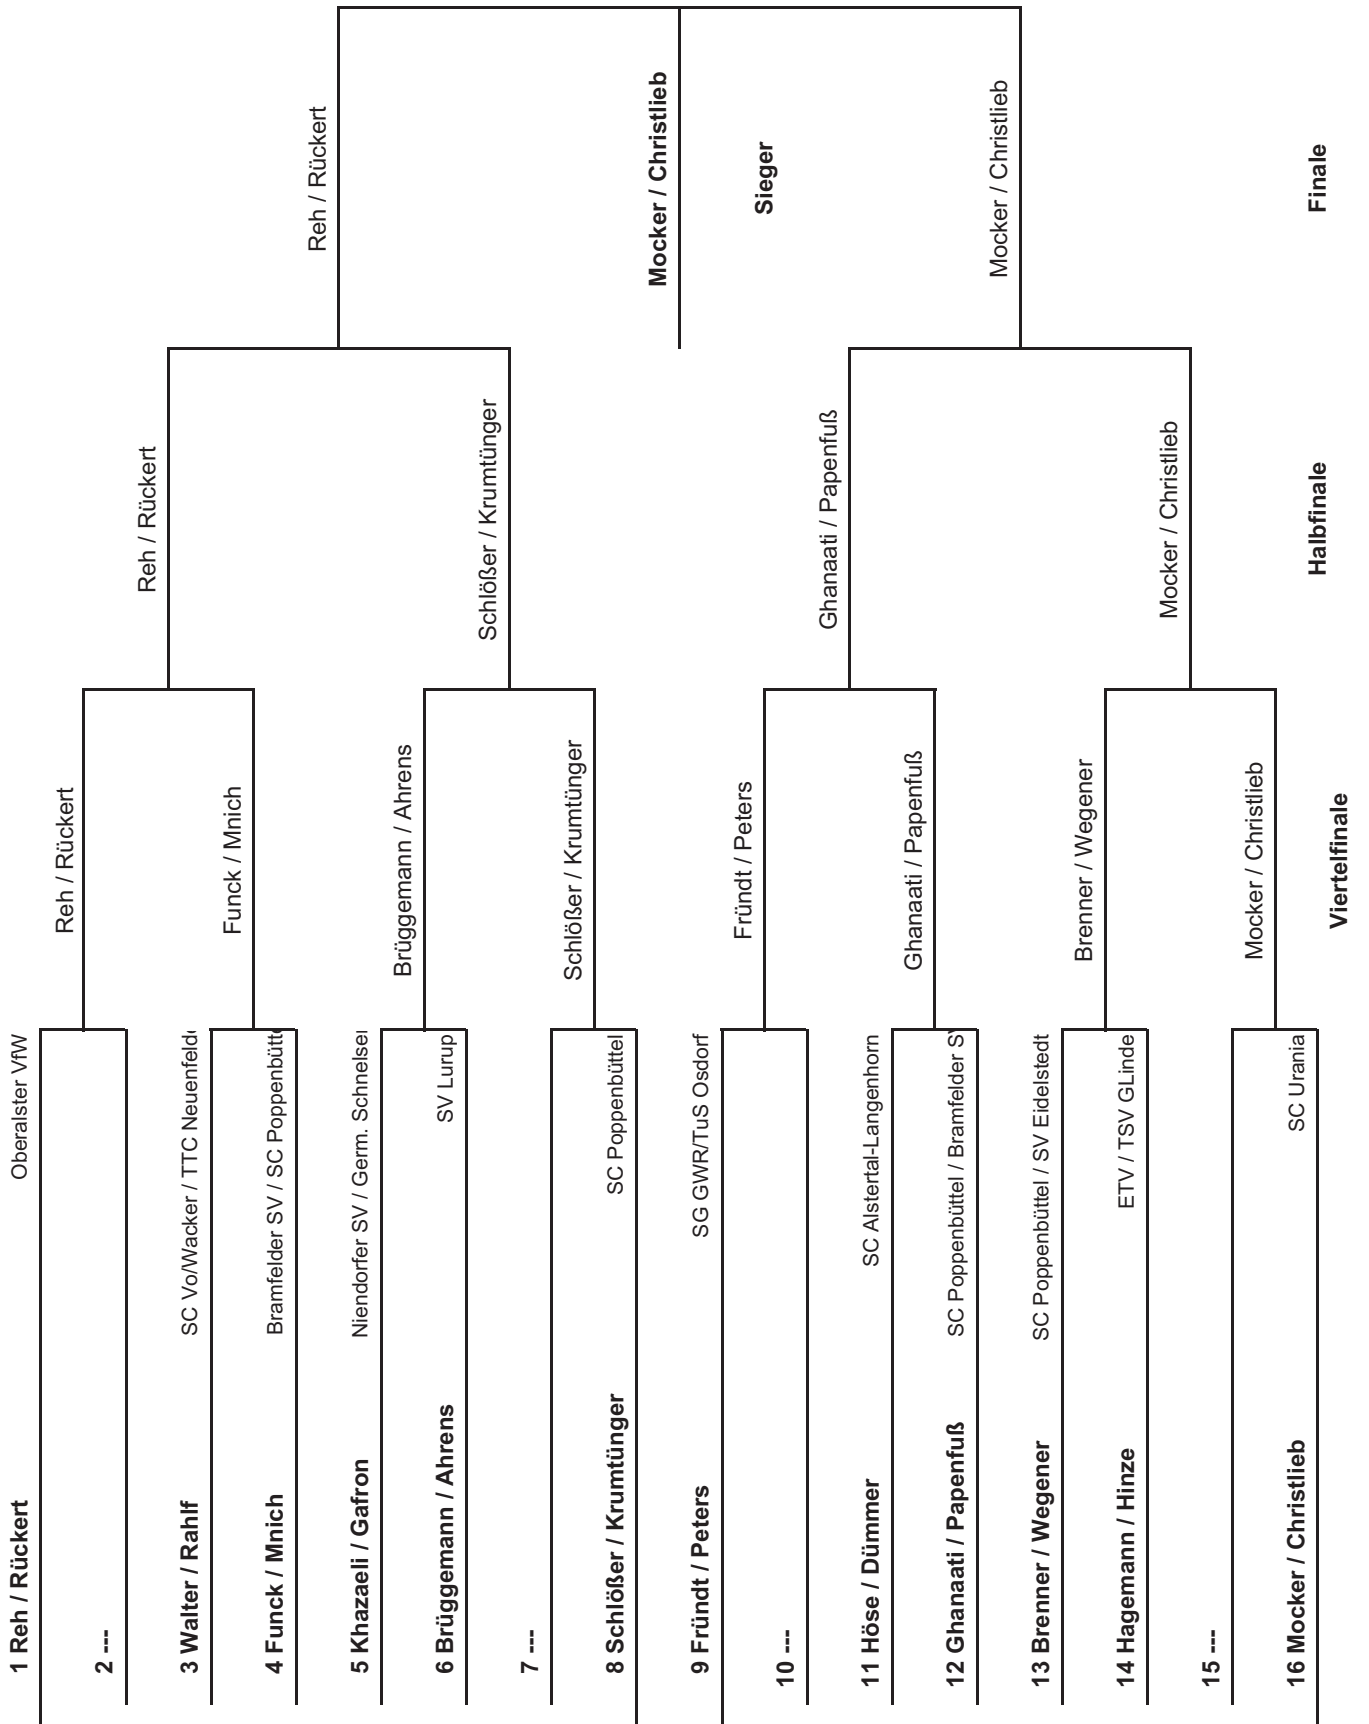 1 Reh / Rückert
Oberalster VfW
2 ---
3 Walter / Rahlf
SC Vo/Wacker / TTC Neuenfeld
4 Funck / Mnich
Bramfelder SV / SC Poppenbütt
5 Khazaeli / Gafron
Niendorfer SV / Germ. Schnelse
6 Brüggemann / Ahrens
SV Lurup
7 ---
8 Schlößer / Krumtünger
SC Poppenbüttel
9 Fründt / Peters
SG GWR/TuS Osdorf
10 ---
11 Höse / Dümmer
SC Alstertal-Langenhorn
12 Ghanaati / Papenfuß
SC Poppenbüttel / Bramfelder S
13 Brenner / Wegener
SC Poppenbüttel / SV Eidelstedt
14 Hagemann / Hinze
ETV / TSV GLinde
15 ---
16 Mocker / Christlieb
SC Urania
Reh / Rückert
Funck / Mnich
Brüggemann / Ahrens
Schlößer / Krumtünger
Fründt / Peters
Ghanaati / Papenfuß
Brenner / Wegener
Mocker / Christlieb
Viertelfinale
Reh / Rückert
Schlößer / Krumtünger
Ghanaati / Papenfuß
Mocker / Christlieb
Halbfinale
Reh / Rückert
Mocker / Christlieb
Sieger
Mocker / Christlieb
Finale